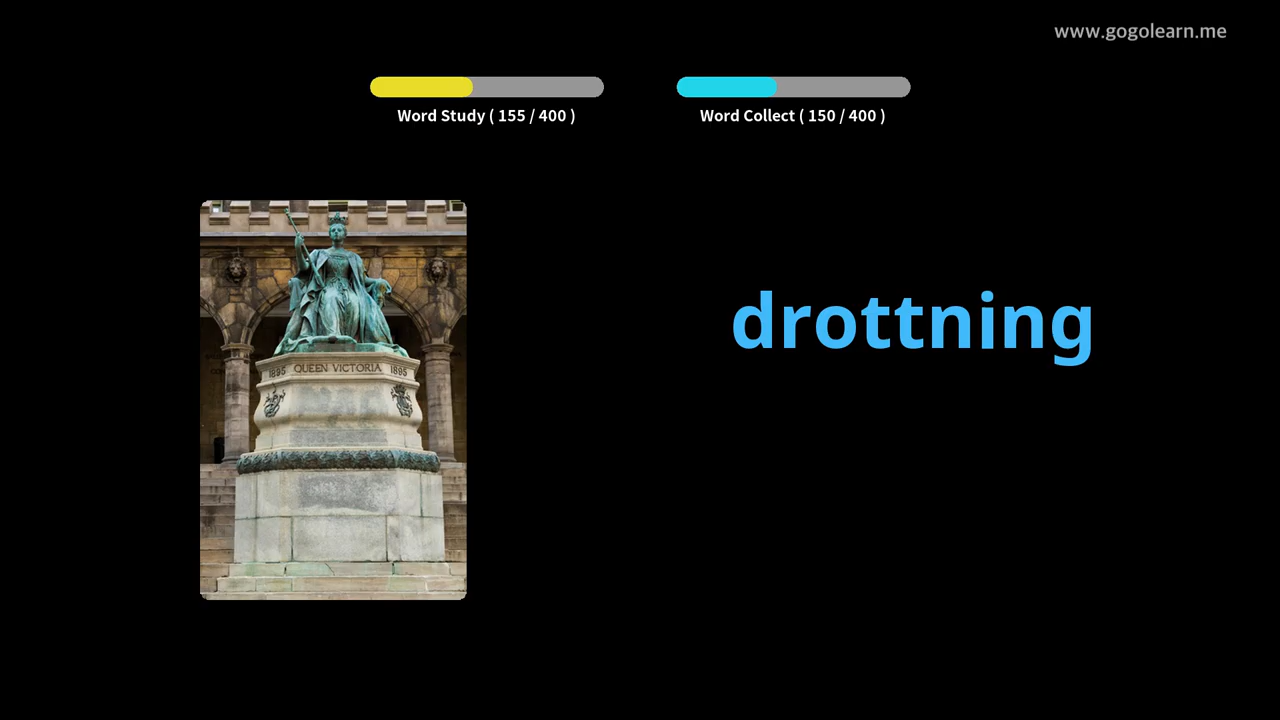 www.gogolearn.me
Word Study ( 155 / 400 )
Word Collect ( 150 / 400 )
drottning
1895 QUEEN VICTORIA 1895